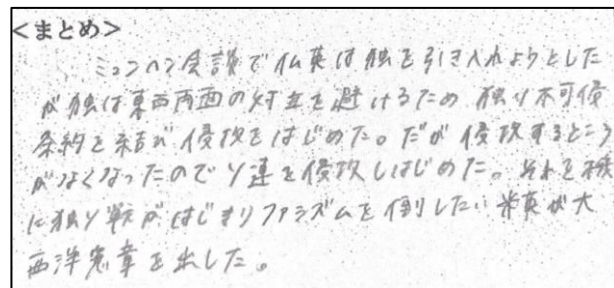 <まとめ>
ミュンヘン会談で仏英は独を引き入れようとした
が独は東西両面の対立を避けるため 独ソ不可侵
条約を結び 侵攻をはじめた。だが侵攻するところ
がなくなったのでソ連を侵攻しはじめた。それを機
に独ソ戦がはじまりファシズムを倒したい米英が大
西洋憲章を出した。